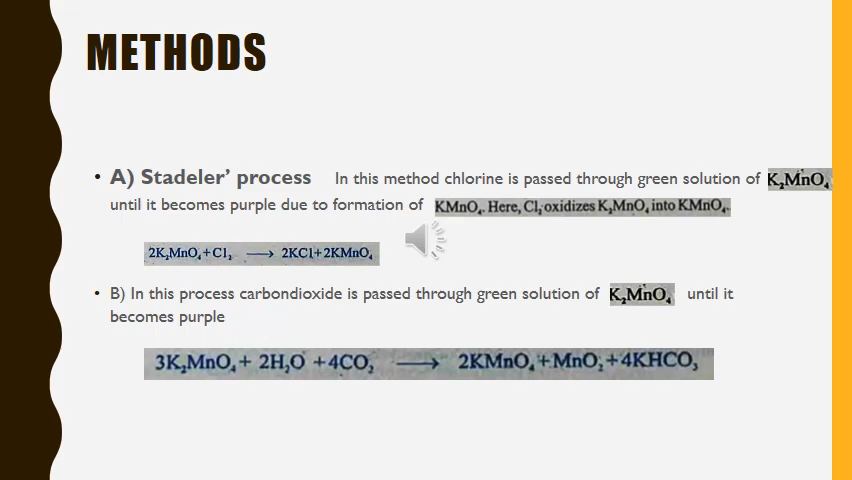 METHODS
• A) Stadeler' process In this method chlorine is passed through green solution of K₂MnO₄
until it becomes purple due to formation of KMnO₄. Here, Cl₂ oxidizes K₂MnO₄ into KMnO₄.
2K₂MnO₄ + Cl₂ ⟶ 2KCl + 2KMnO₄
• B) In this process carbondioxide is passed through green solution of K₂MnO₄ until it
becomes purple
3K₂MnO₄ + 2H₂O + 4CO₂ ⟶ 2KMnO₄ + MnO₂ + 4KHCO₃